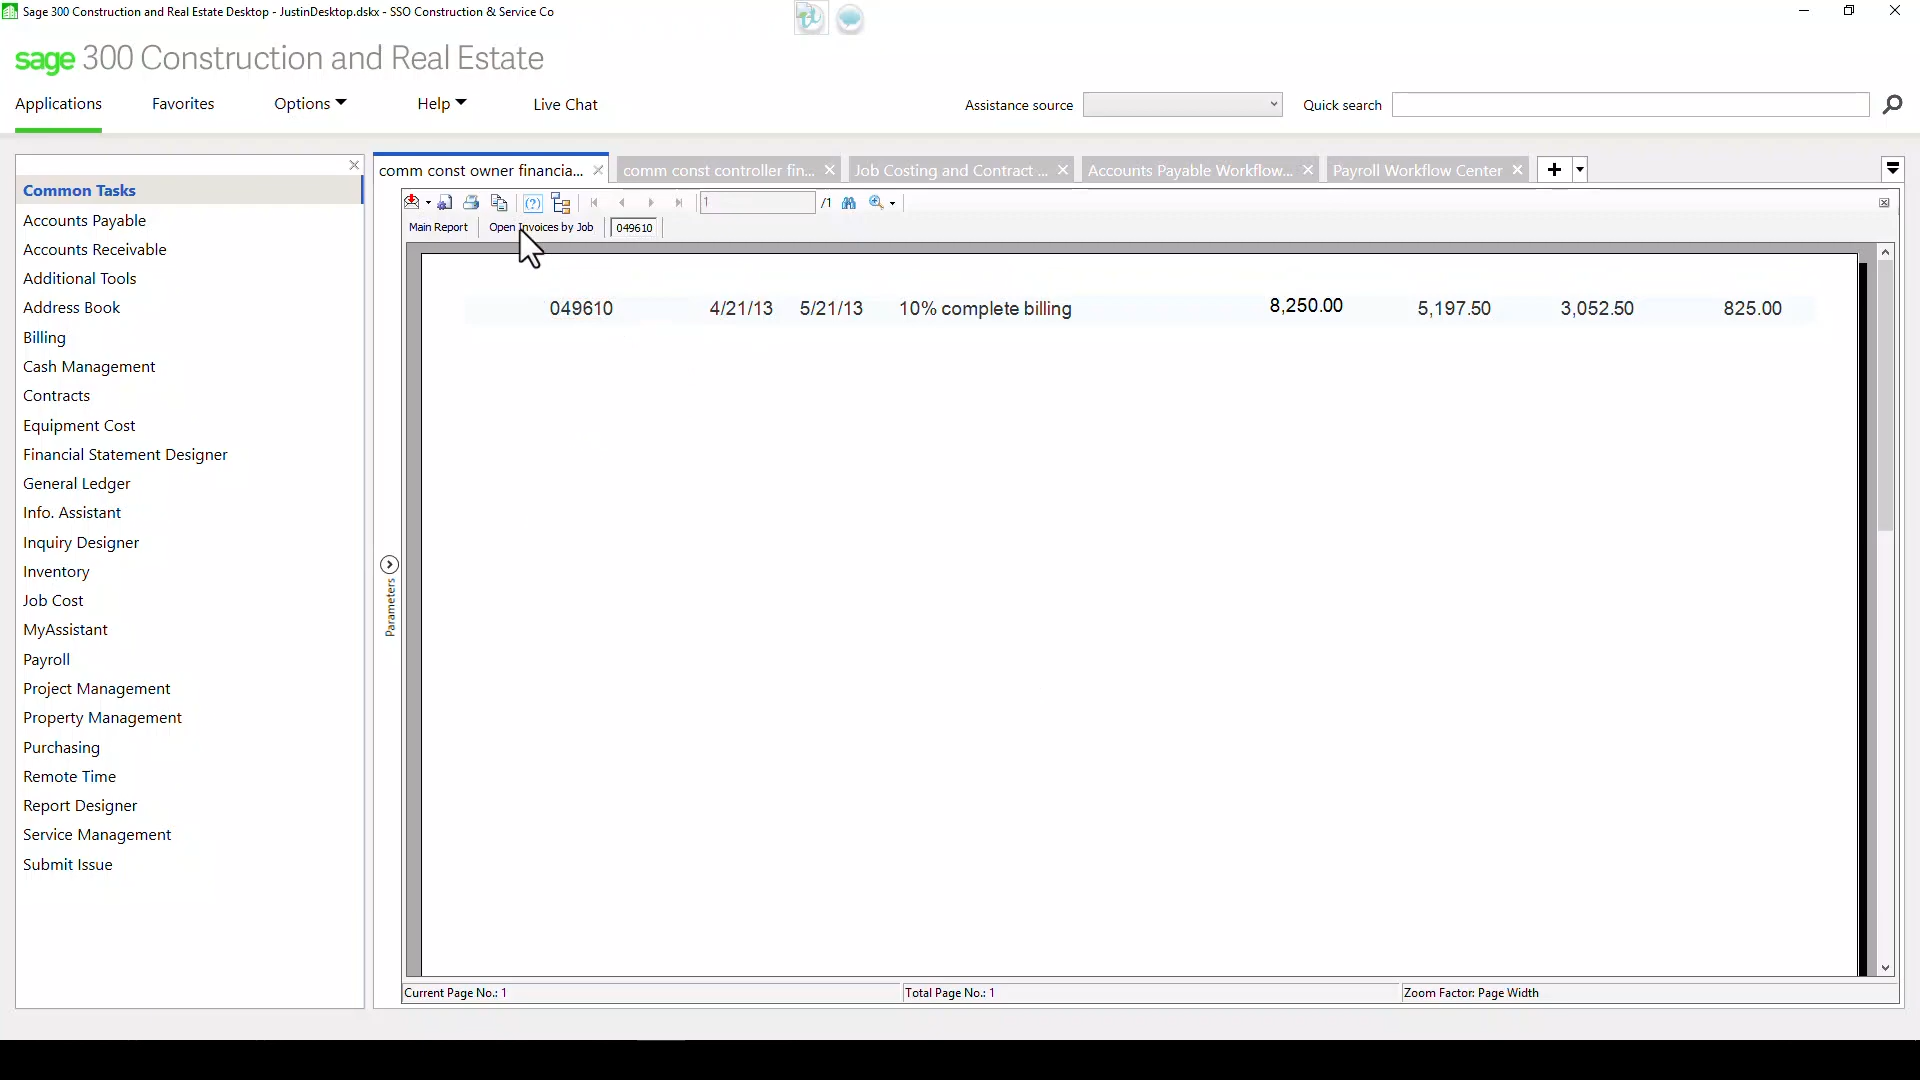 Sage 300 Construction and Real Estate Desktop - JustinDesktop.dskx - SSO Construction & Service Co
sage 300 Construction and Real Estate
Applications Favorites Options Help Live Chat Assistance source Quick search
comm const owner financia... comm const controller fin... Job Costing and Contract ... Accounts Payable Workflow... Payroll Workflow Center
1 /1
Main Report Open Invoices by Job 049610
049610 4/21/13 5/21/13 10% complete billing 8,250.00 5,197.50 3,052.50 825.00
Common Tasks
Accounts Payable
Accounts Receivable
Additional Tools
Address Book
Billing
Cash Management
Contracts
Equipment Cost
Financial Statement Designer
General Ledger
Info. Assistant
Inquiry Designer
Inventory
Job Cost
MyAssistant
Payroll
Project Management
Property Management
Purchasing
Remote Time
Report Designer
Service Management
Submit Issue
Parameters
Current Page No.: 1 Total Page No.: 1 Zoom Factor: Page Width